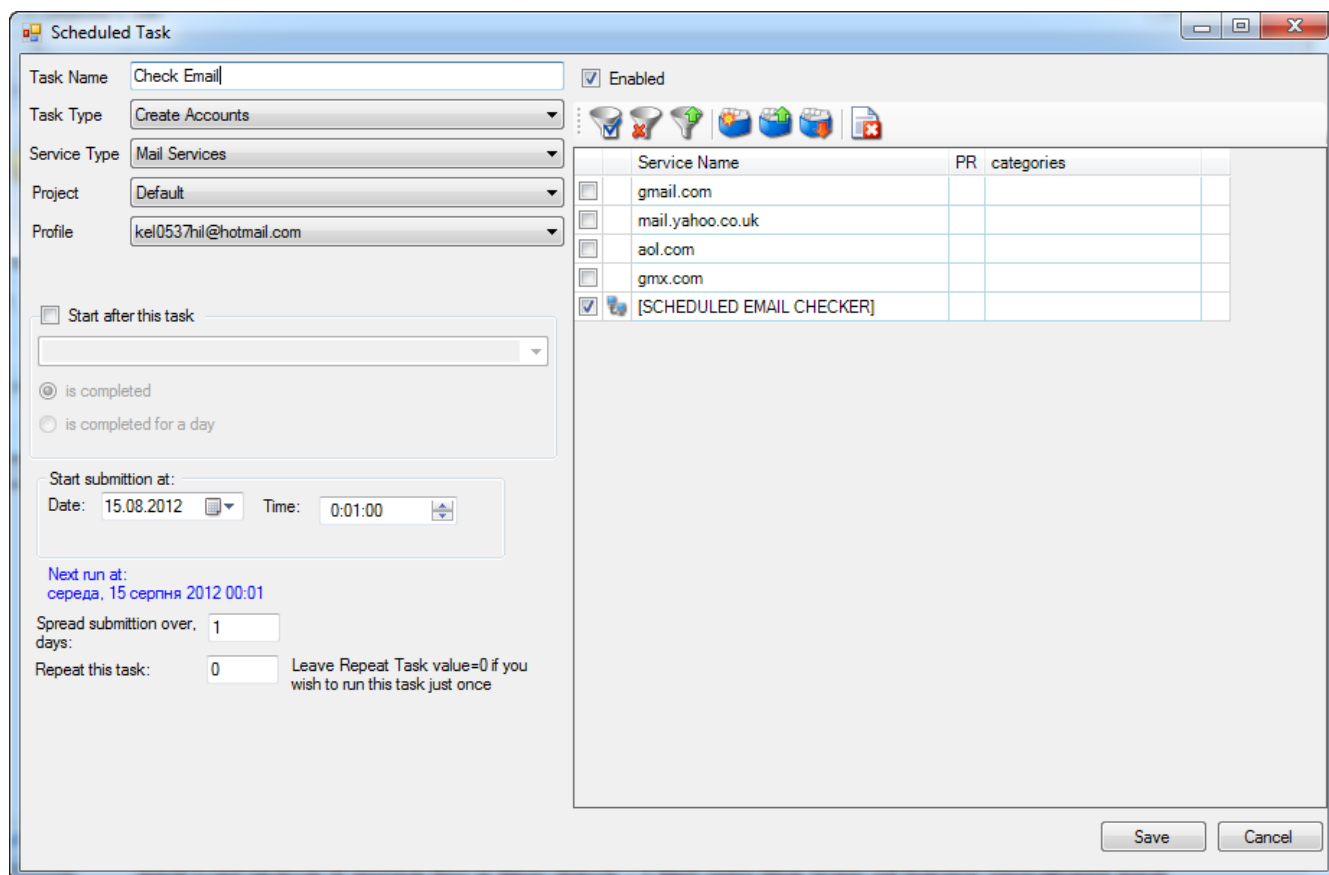 Scheduled Task
Task Name Check Email
Enabled
Task Type Create Accounts
Service Type Mail Services
Project Default
Profile kel0537hil@hotmail.com
Start after this task
is completed
is completed for a day
Start submittion at:
Date: 15.08.2012 Time: 0:01:00
Next run at:
середа, 15 серпня 2012 00:01
Spread submittion over,
days:
1
Repeat this task: 0
Leave Repeat Task value=0 if you
wish to run this task just once
Service Name PR categories
gmail.com
mail.yahoo.co.uk
aol.com
gmx.com
[SCHEDULED EMAIL CHECKER]
Save Cancel